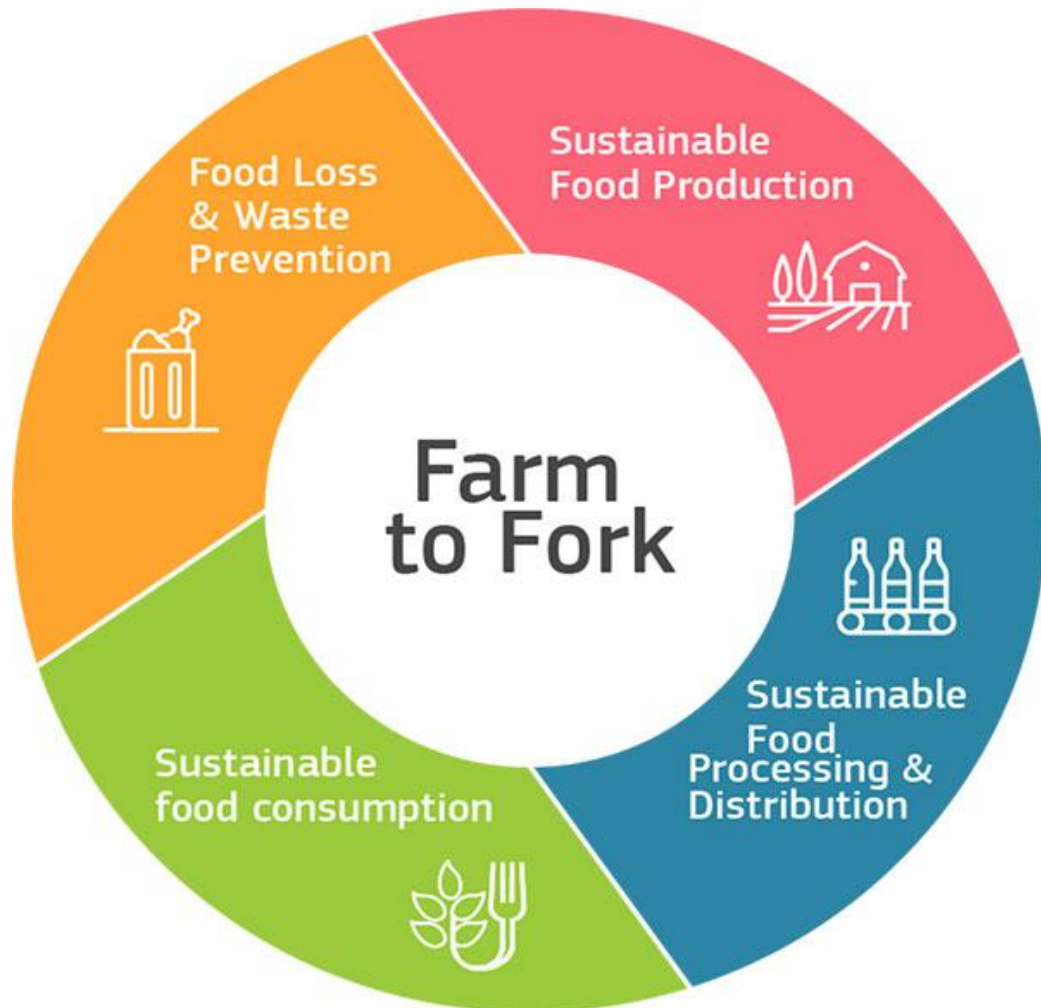 Food Loss
& Waste
Prevention
Sustainable
Food Production
Farm
to Fork
Sustainable
Food
Processing &
Distribution
Sustainable
food consumption